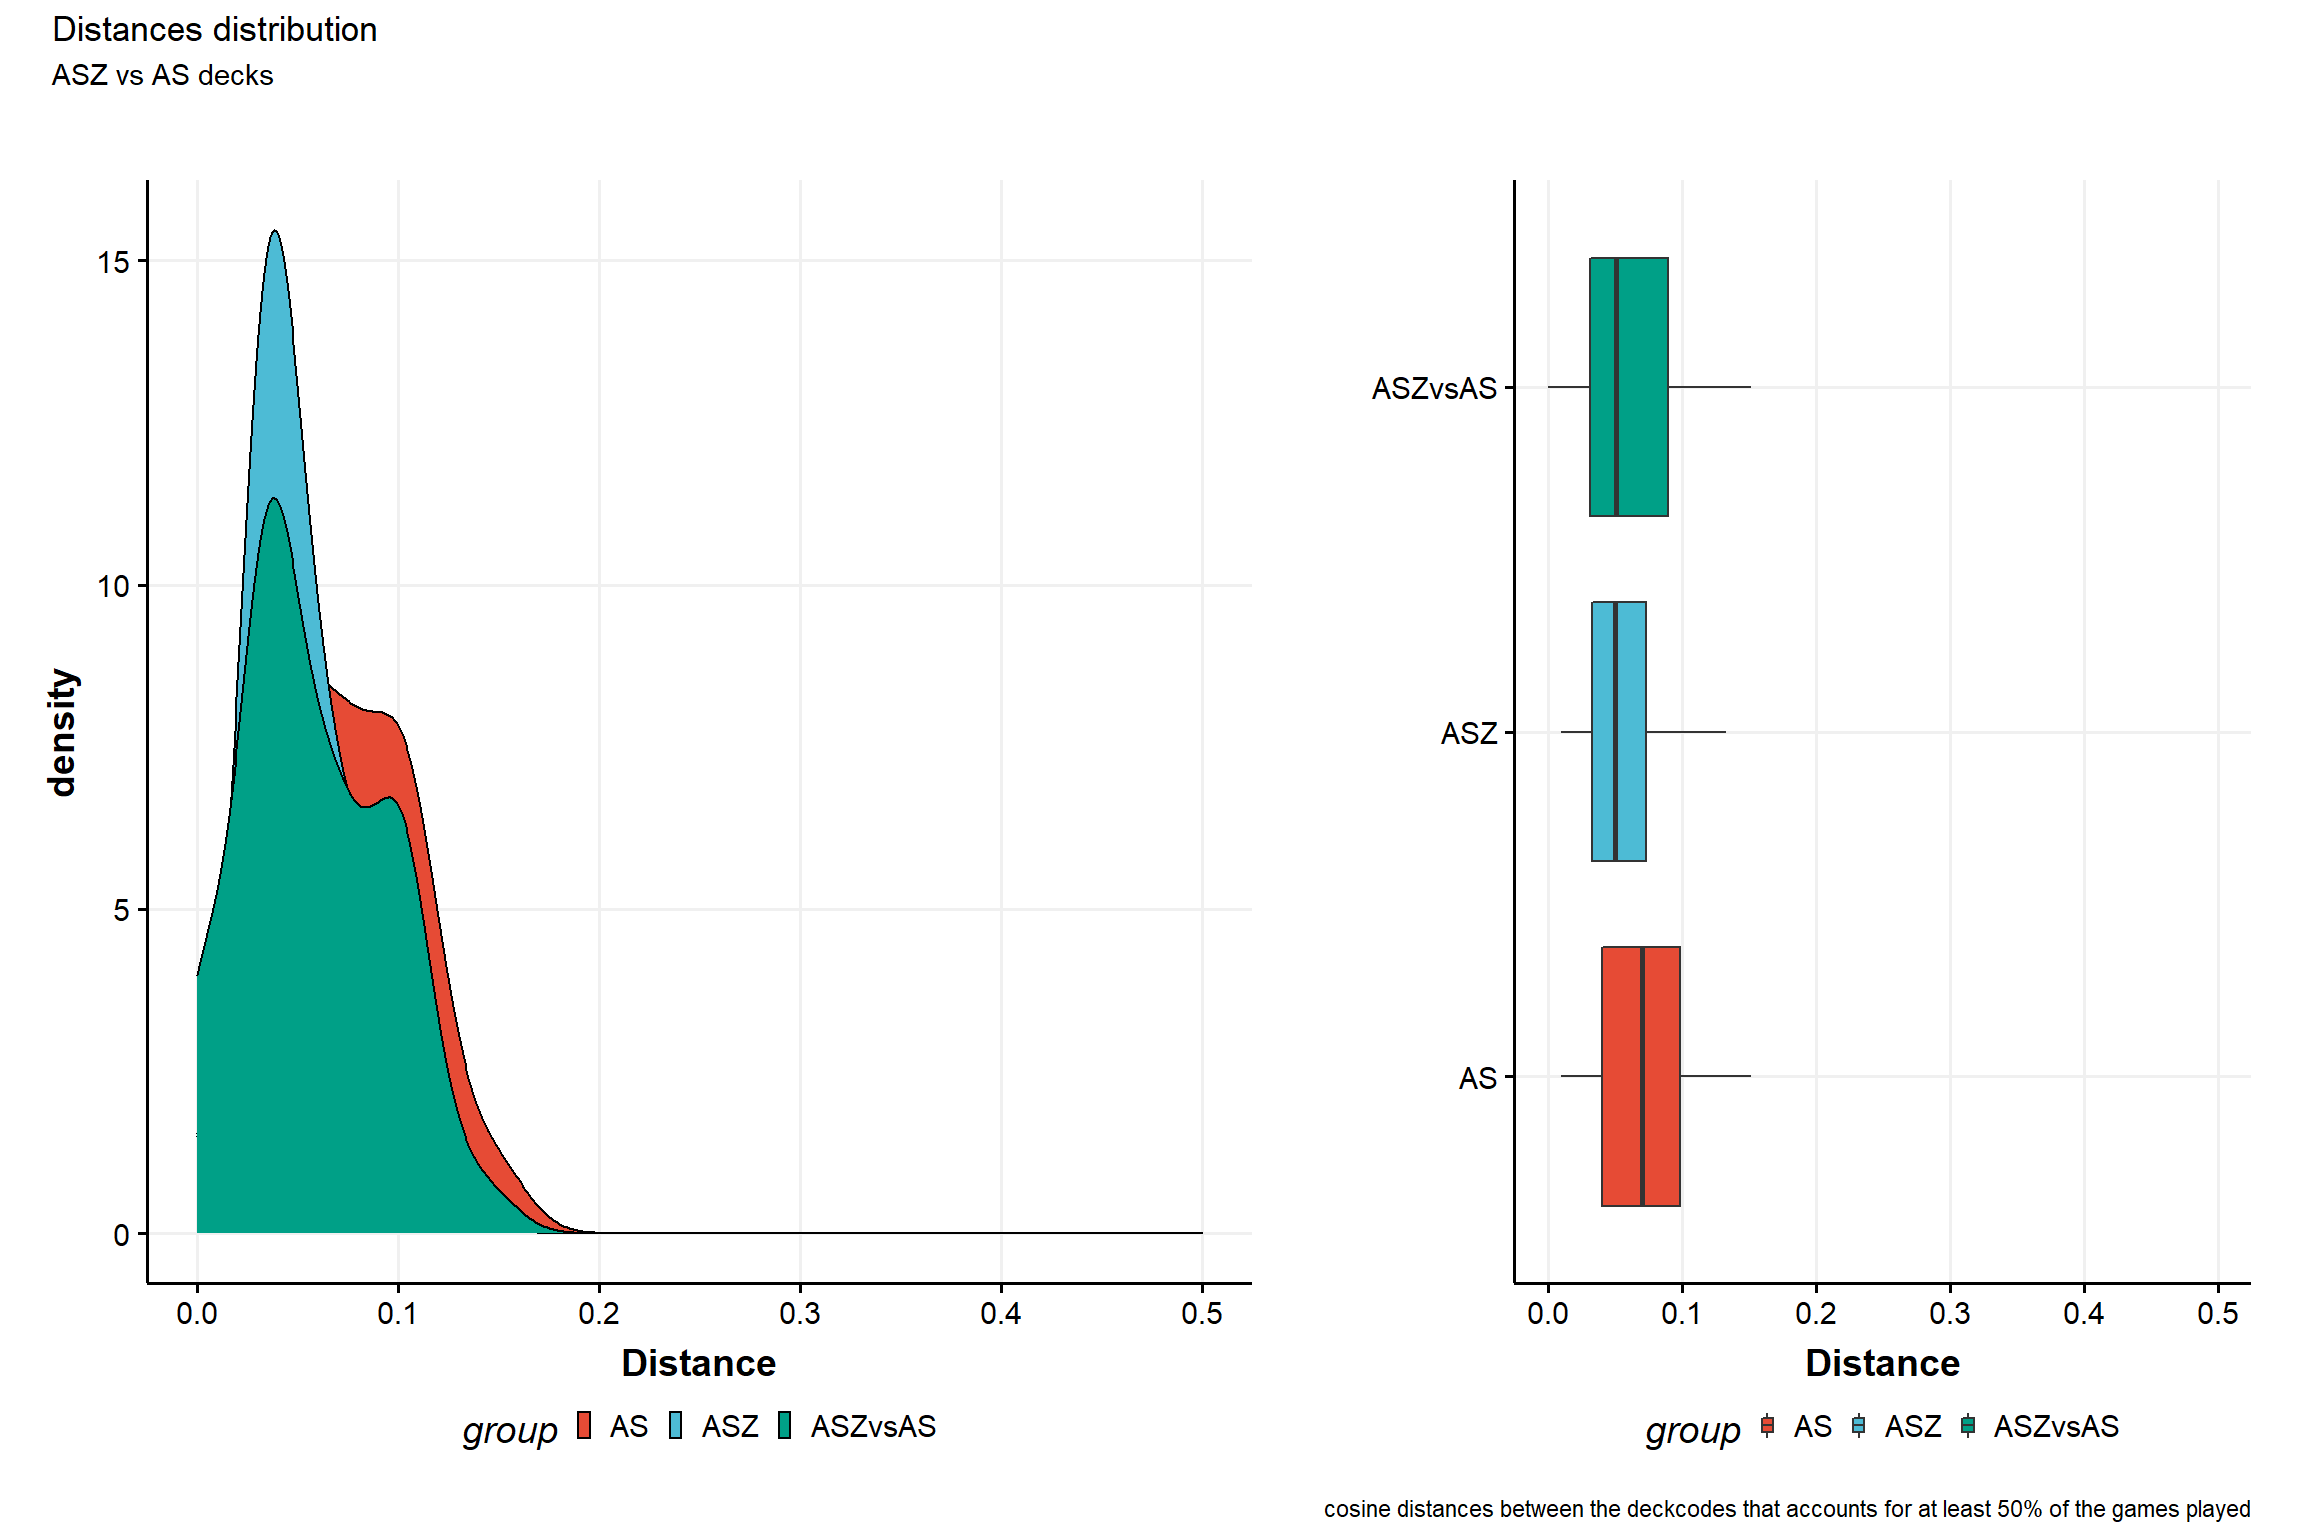 Distances distribution
ASZ vs AS decks
density
15
10
5
0
0.0 0.1 0.2 0.3 0.4 0.5
Distance
group AS ASZ ASZvsAS
ASZvsAS
ASZ
AS
0.0 0.1 0.2 0.3 0.4 0.5
Distance
group AS ASZ ASZvsAS
cosine distances between the deckcodes that accounts for at least 50% of the games played